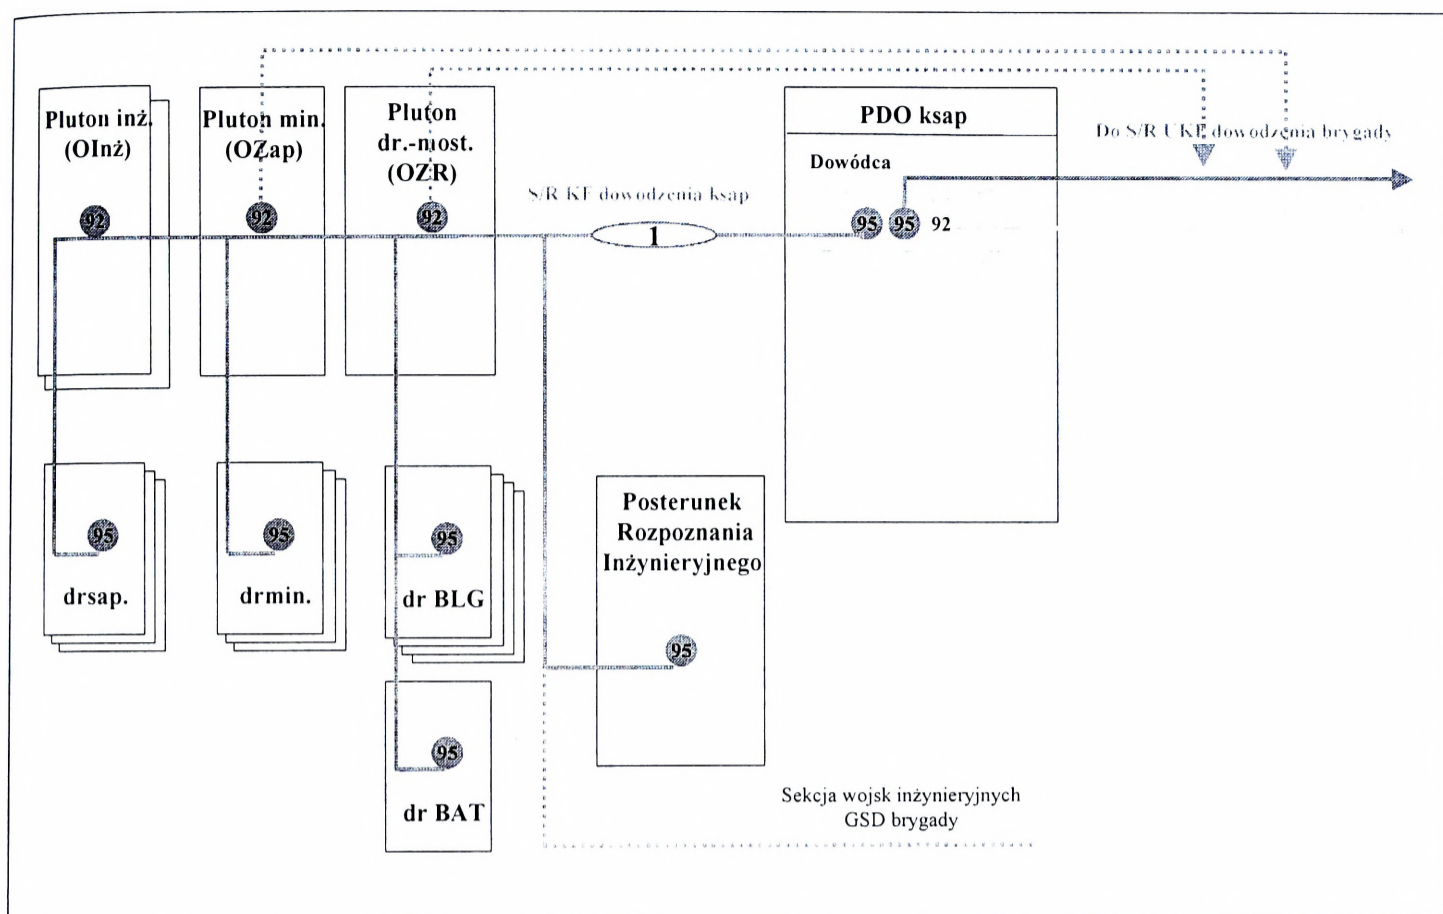 Pluton inż.
(OInż)
92
Pluton min.
(OZap)
92
Pluton
dr.-most.
(OZR)
92
S/R KF dowodzenia ksap
1
PDO ksap
Dowódca
95
95
92
Do S/R UKF dowodzenia brygady
95
drsap.
95
drmin.
95
dr BLG
95
dr BAT
Posterunek
Rozpoznania
Inżynieryjnego
95
Sekcja wojsk inżynieryjnych
GSD brygady